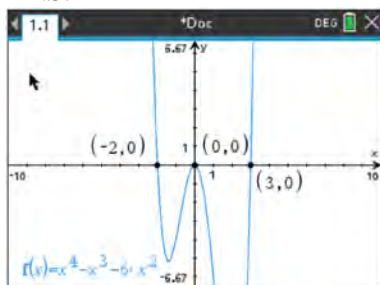 1.1 *Doc DEG
6.67 y
(-2,0) (0,0)
1
x
-10 1 10
(3,0)
f(x)=x⁴-x³-6·x²
-6.67